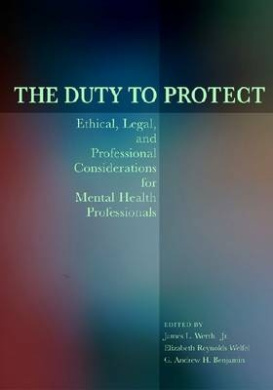 THE DUTY TO PROTECT
Ethical, Legal,
and
Professional
Considerations
for
Mental Health
Professionals
EDITED BY
James L. Werth Jr.
Elizabeth Reynolds Welfel
G. Andrew H. Benjamin